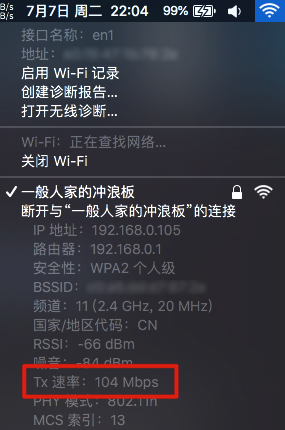 B/s 7月7日 周二 22:04 99%
B/s
接口名称：en1
地址：
启用 Wi-Fi 记录
创建诊断报告...
打开无线诊断...
Wi-Fi：正在查找网络...
关闭 Wi-Fi
✓ 一般人家的冲浪板
断开与“一般人家的冲浪板”的连接
IP 地址：192.168.0.105
路由器：192.168.0.1
安全性：WPA2 个人级
BSSID：
频道：11 (2.4 GHz, 20 MHz)
国家/地区代码：CN
RSSI：-66 dBm
噪音：-84 dBm
Tx 速率：104 Mbps
PHY 模式：802.11n
MCS 索引：13